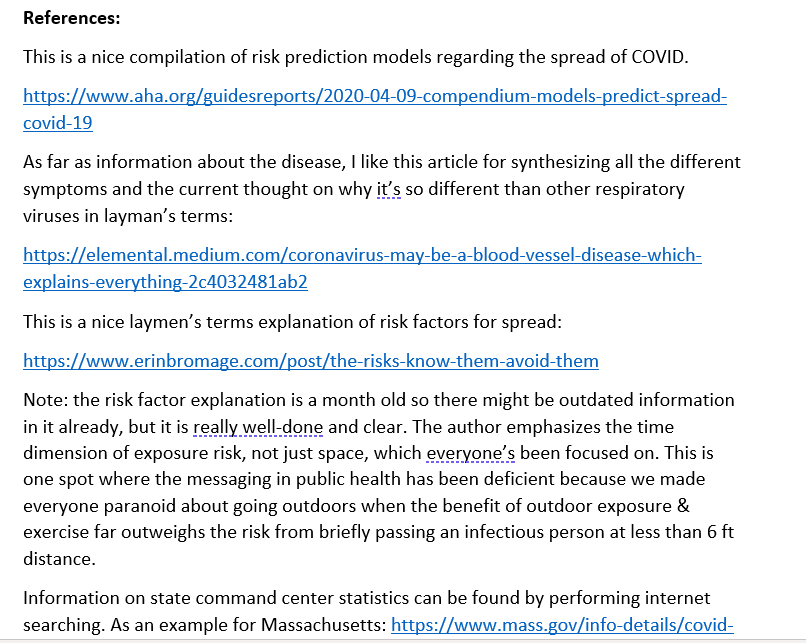 References:
This is a nice compilation of risk prediction models regarding the spread of COVID.
https://www.aha.org/guidesreports/2020-04-09-compendium-models-predict-spread-
covid-19
As far as information about the disease, I like this article for synthesizing all the different
symptoms and the current thought on why it’s so different than other respiratory
viruses in layman’s terms:
https://elemental.medium.com/coronavirus-may-be-a-blood-vessel-disease-which-
explains-everything-2c4032481ab2
This is a nice laymen’s terms explanation of risk factors for spread:
https://www.erinbromage.com/post/the-risks-know-them-avoid-them
Note: the risk factor explanation is a month old so there might be outdated information
in it already, but it is really well-done and clear. The author emphasizes the time
dimension of exposure risk, not just space, which everyone’s been focused on. This is
one spot where the messaging in public health has been deficient because we made
everyone paranoid about going outdoors when the benefit of outdoor exposure &
exercise far outweighs the risk from briefly passing an infectious person at less than 6 ft
distance.
Information on state command center statistics can be found by performing internet
searching. As an example for Massachusetts: https://www.mass.gov/info-details/covid-